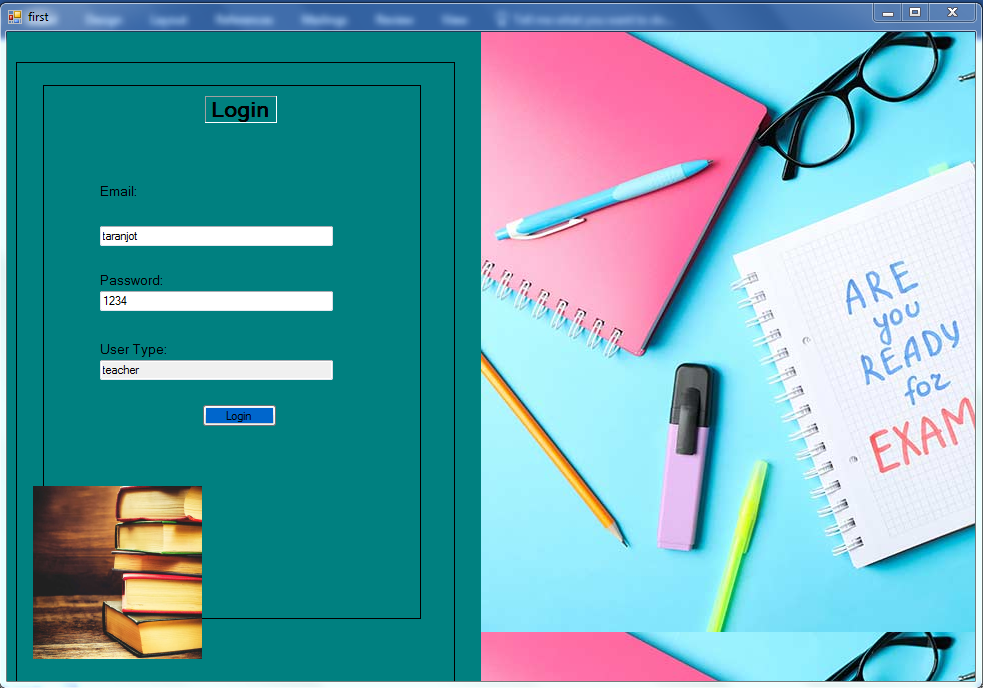 first
Login
Email:
taranjot
Password:
1234
User Type:
teacher
Login
ARE
you
READY
for
EXAM